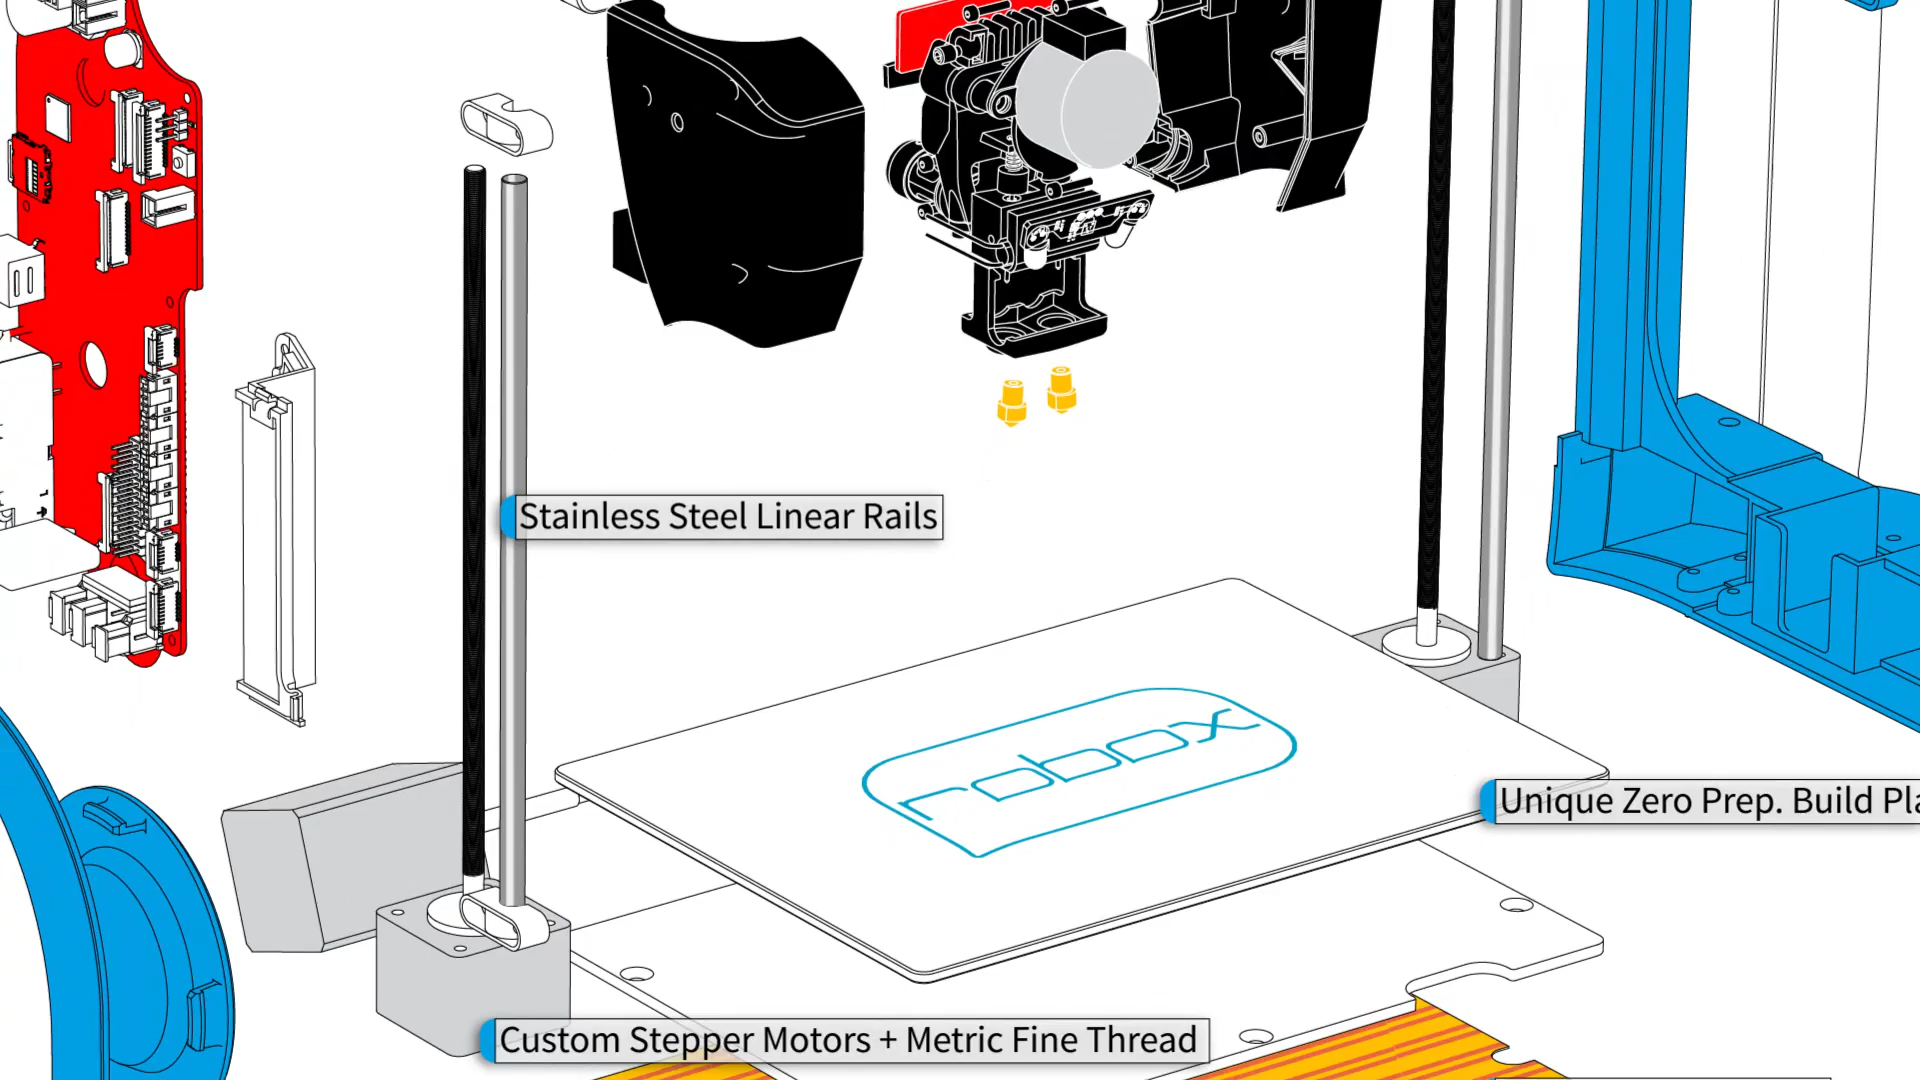 Stainless Steel Linear Rails
robox
Unique Zero Prep. Build Pla
Custom Stepper Motors + Metric Fine Thread